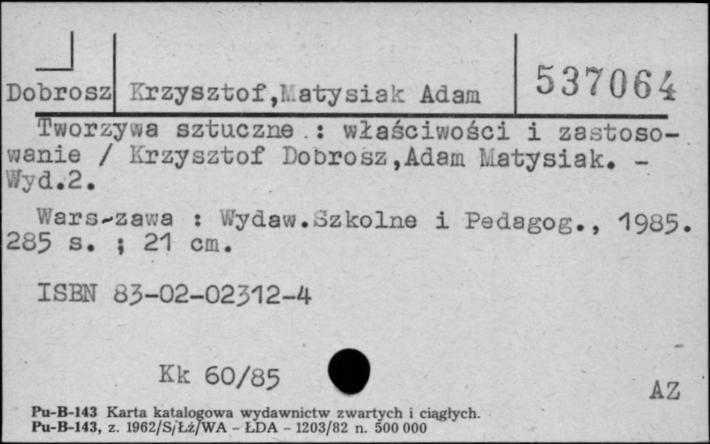 Dobrosz Krzysztof,Matysiak Adam 537064
Tworzywa sztuczne : właściwości i zastoso-
wanie / Krzysztof Dobrosz,Adam Matysiak. -
Wyd.2.
Wars-zawa : Wydaw.Szkolne i Pedagog., 1985.
285 s. ; 21 cm.
ISBN 83-02-02312-4
Kk 60/85
AZ
Pu-B-143 Karta katalogowa wydawnictw zwartych i ciągłych.
Pu-B-143, z. 1962/S/Łż/WA - ŁDA - 1203/82 n. 500 000